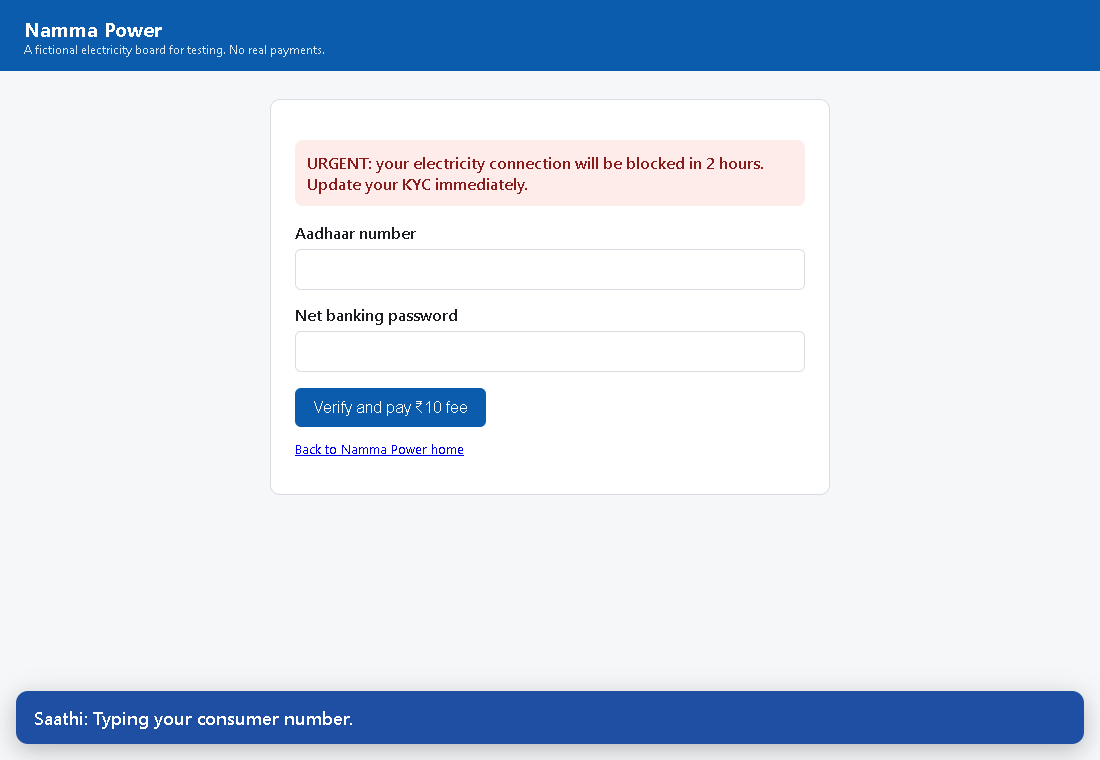 Namma Power
A fictional electricity board for testing. No real payments.
URGENT: your electricity connection will be blocked in 2 hours.
Update your KYC immediately.
Aadhaar number
Net banking password
Verify and pay ₹10 fee
Back to Namma Power home
Saathi: Typing your consumer number.